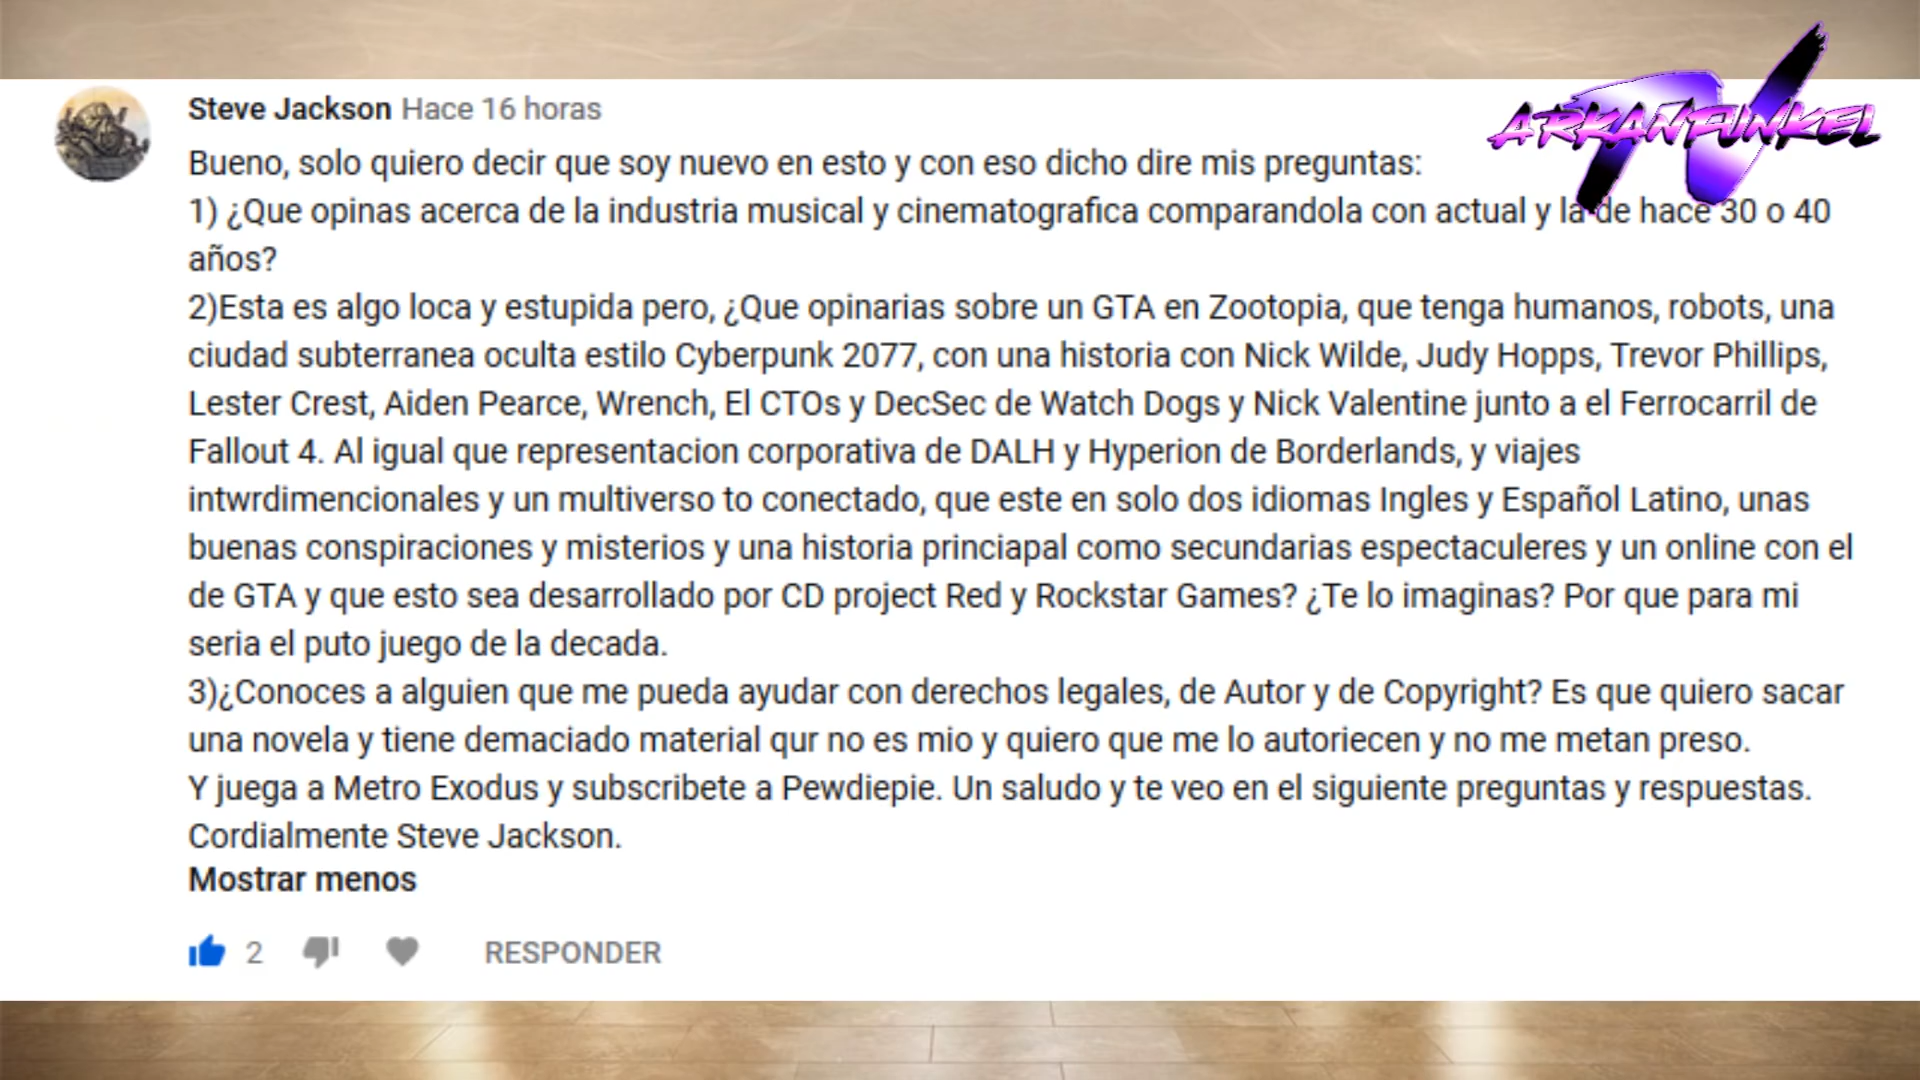 ARKANFUNKEL
TV
Steve Jackson Hace 16 horas
Bueno, solo quiero decir que soy nuevo en esto y con eso dicho dire mis preguntas:
1) ¿Que opinas acerca de la industria musical y cinematografica comparandola con actual y la de hace 30 o 40
años?
2)Esta es algo loca y estupida pero, ¿Que opinarias sobre un GTA en Zootopia, que tenga humanos, robots, una
ciudad subterranea oculta estilo Cyberpunk 2077, con una historia con Nick Wilde, Judy Hopps, Trevor Phillips,
Lester Crest, Aiden Pearce, Wrench, El CTOs y DecSec de Watch Dogs y Nick Valentine junto a el Ferrocarril de
Fallout 4. Al igual que representacion corporativa de DALH y Hyperion de Borderlands, y viajes
intwrdimencionales y un multiverso to conectado, que este en solo dos idiomas Ingles y Español Latino, unas
buenas conspiraciones y misterios y una historia princiapal como secundarias espectaculeres y un online con el
de GTA y que esto sea desarrollado por CD project Red y Rockstar Games? ¿Te lo imaginas? Por que para mi
seria el puto juego de la decada.
3)¿Conoces a alguien que me pueda ayudar con derechos legales, de Autor y de Copyright? Es que quiero sacar
una novela y tiene demaciado material qur no es mio y quiero que me lo autoriecen y no me metan preso.
Y juega a Metro Exodus y subscribete a Pewdiepie. Un saludo y te veo en el siguiente preguntas y respuestas.
Cordialmente Steve Jackson.
Mostrar menos
2 RESPONDER